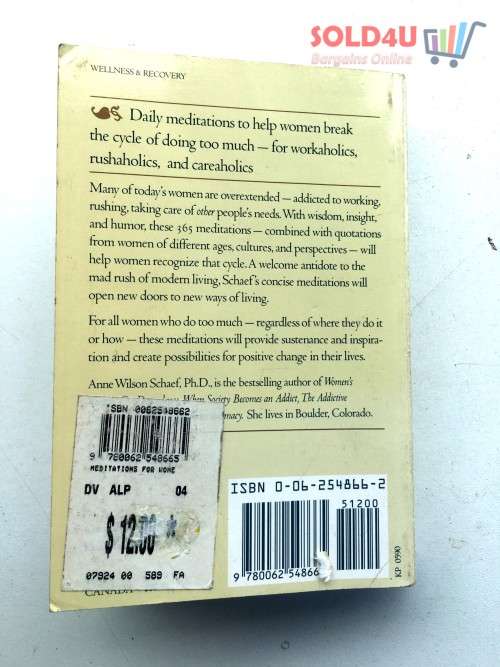 SOLD4U
Bargains Online
WELLNESS & RECOVERY
Daily meditations to help women break
the cycle of doing too much — for workaholics,
rushaholics, and careaholics
Many of today's women are overextended — addicted to working,
rushing, taking care of other people's needs. With wisdom, insight,
and humor, these 365 meditations — combined with quotations
from women of different ages, cultures, and perspectives — will
help women recognize that cycle. A welcome antidote to the
mad rush of modern living, Schaef's concise meditations will
open new doors to new ways of living.
For all women who do too much — regardless of where they do it
or how — these meditations will provide sustenance and inspira-
tion and create possibilities for positive change in their lives.
Anne Wilson Schaef, Ph.D., is the bestselling author of Women's
When Society Becomes an Addict, The Addictive
She lives in Boulder, Colorado.
ISBN 0062548662
9 780062 548665
MEDITATIONS FOR WOME
DV ALP 04
$ 12.00
07924 00 589 FA
CANADA
ISBN 0-06-254866-2
51200
9 780062 54866
KP 0590